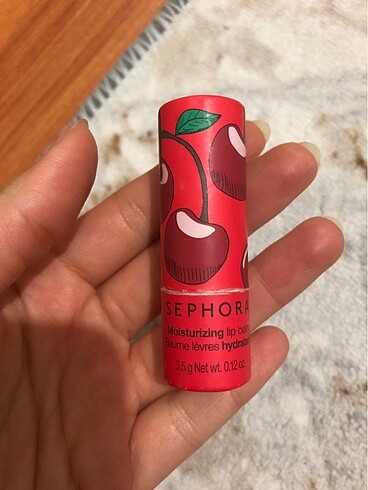 SEPHORA
Moisturizing lip balm
Baume lèvres hydratant
3.5 g Net wt. 0.12 oz.